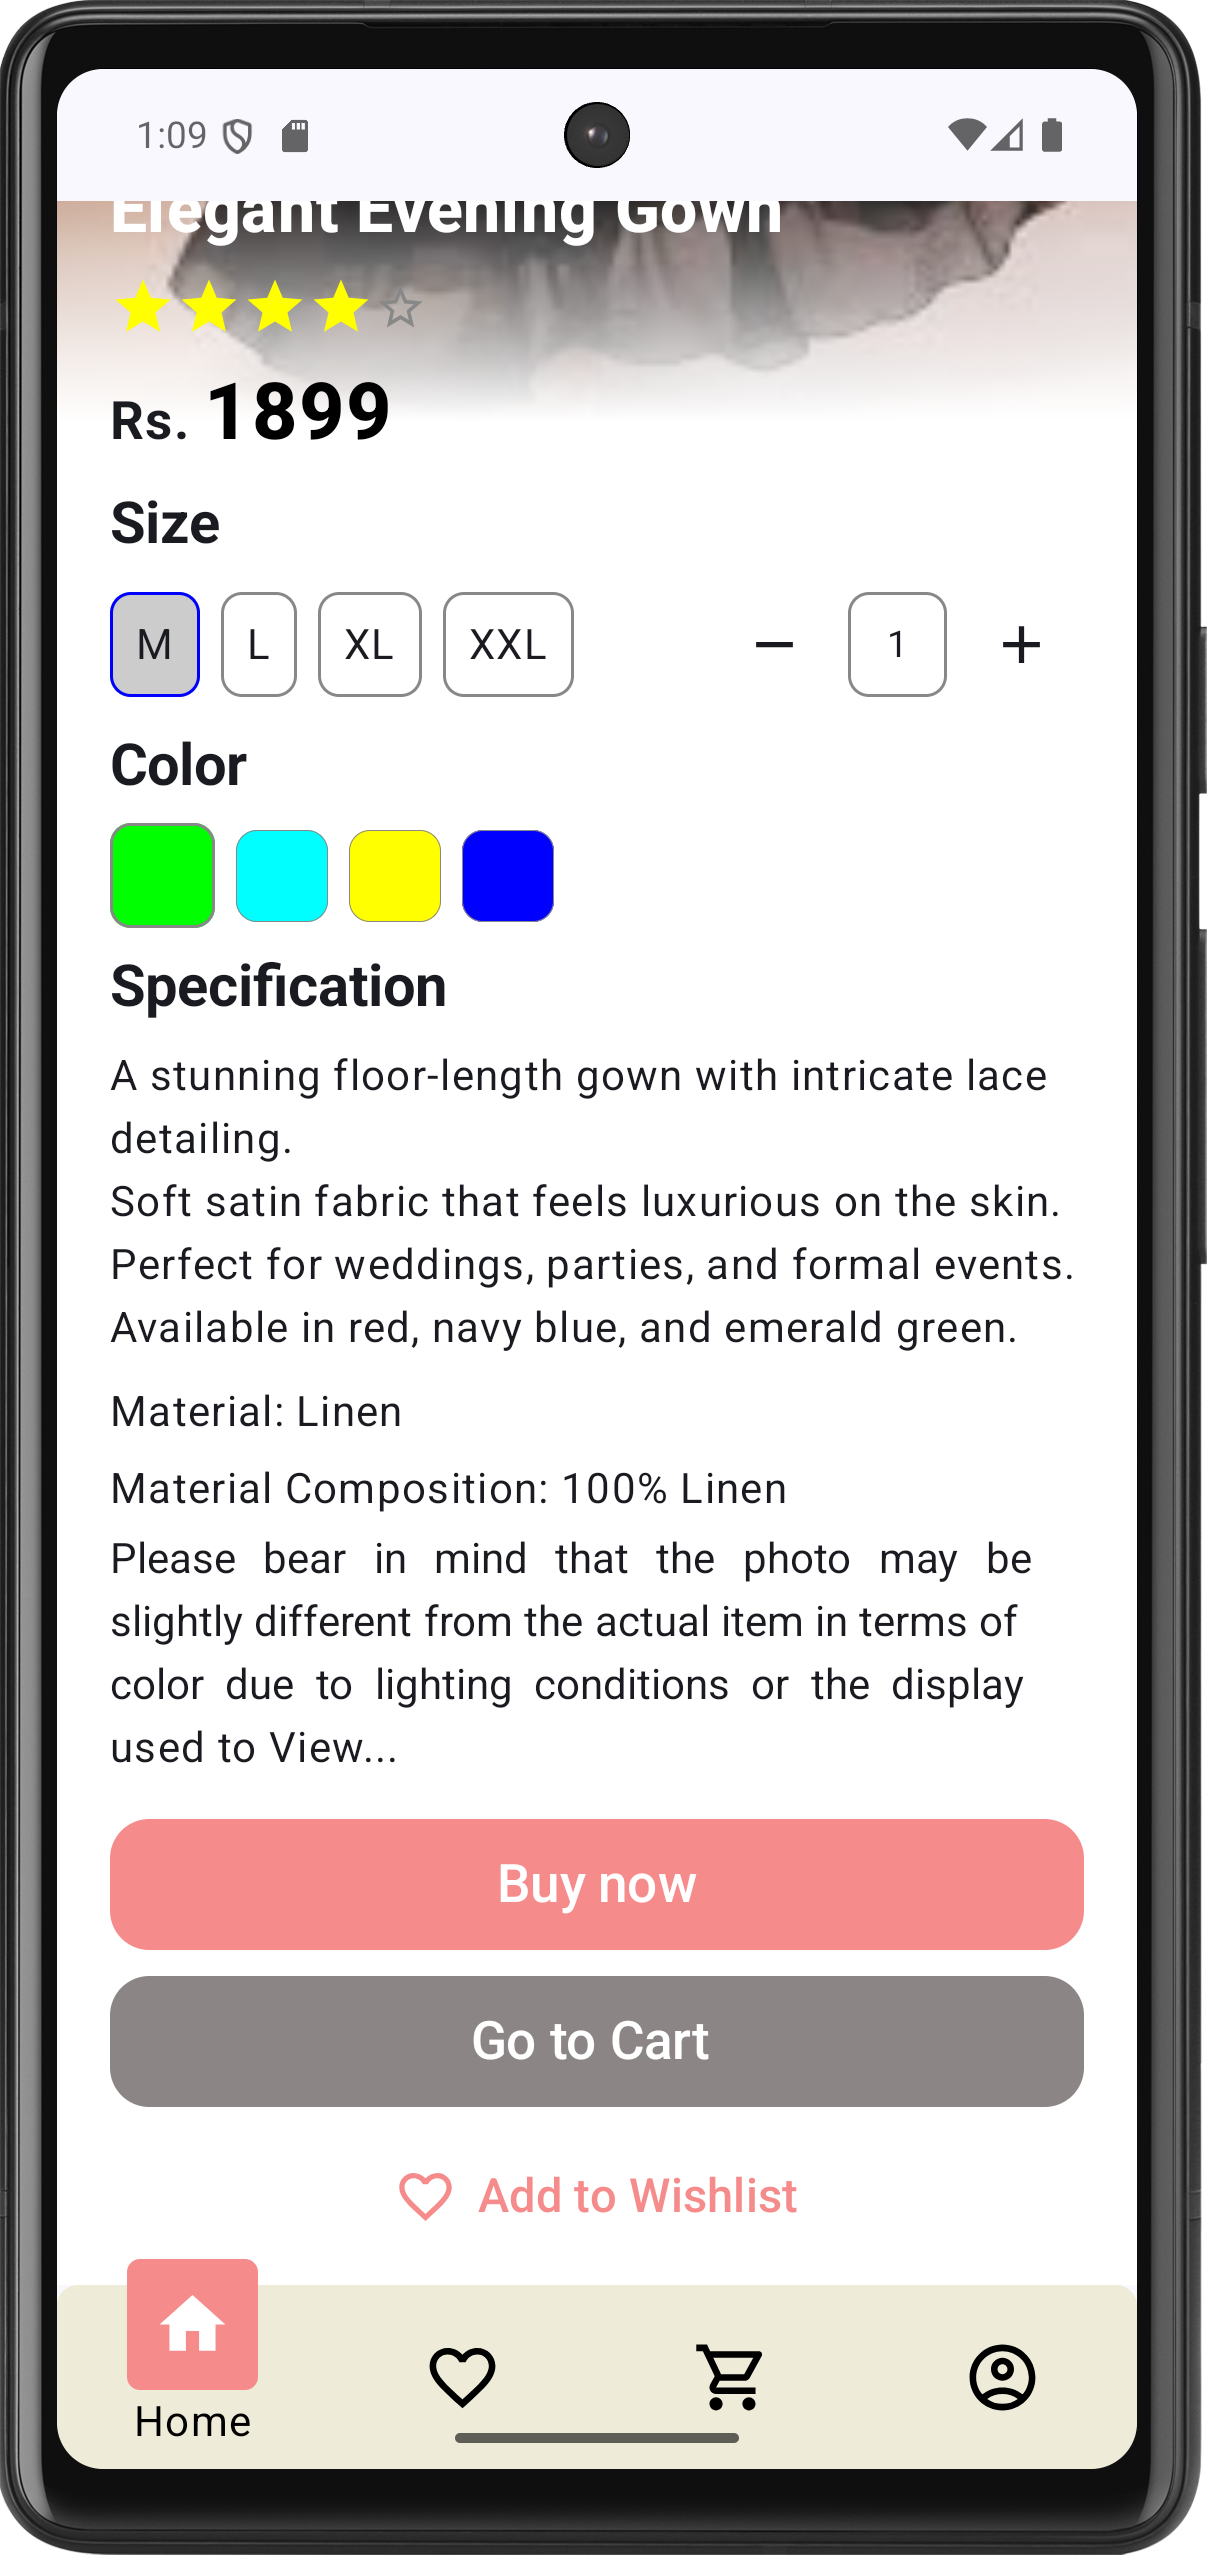 1:09
Elegant Evening Gown
Rs. 1899
Size
M L XL XXL 1
Color
Specification
A stunning floor-length gown with intricate lace
detailing.
Soft satin fabric that feels luxurious on the skin.
Perfect for weddings, parties, and formal events.
Available in red, navy blue, and emerald green.
Material: Linen
Material Composition: 100% Linen
Please bear in mind that the photo may be
slightly different from the actual item in terms of
color due to lighting conditions or the display
used to View...
Buy now
Go to Cart
Add to Wishlist
Home